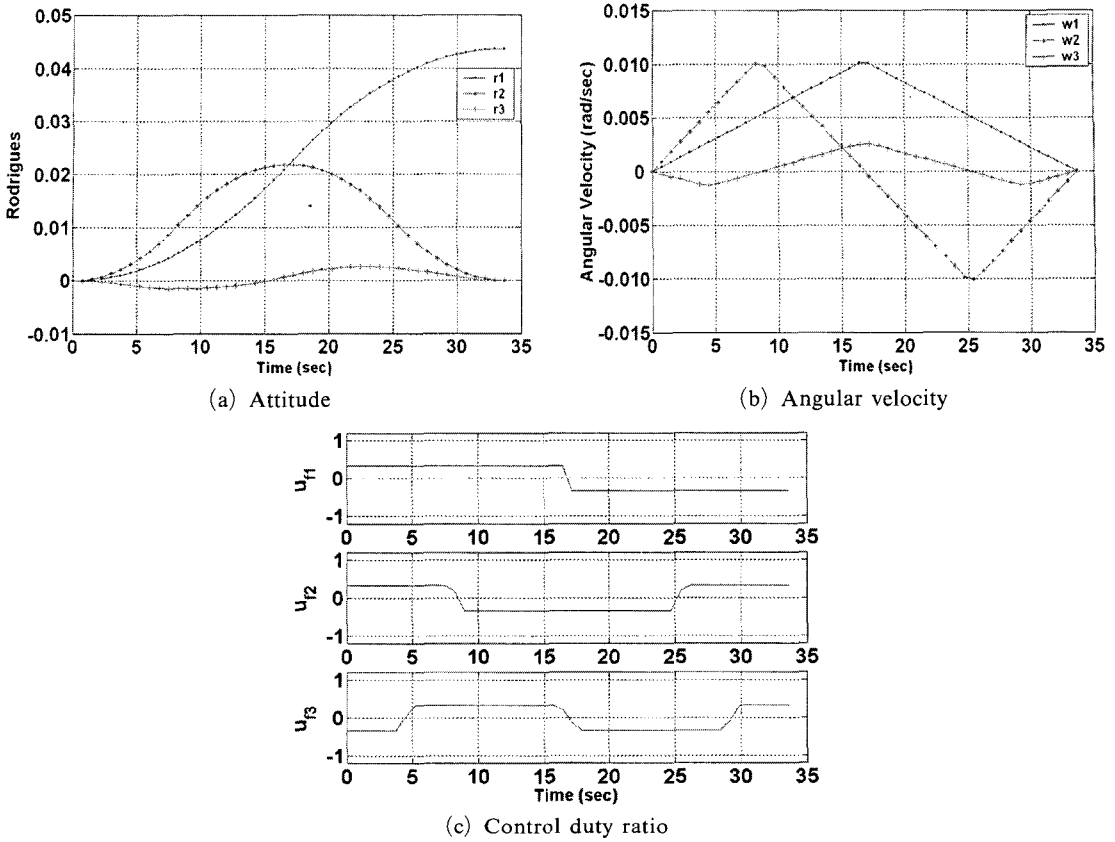 0.05
0.04
0.03
0.02
0.01
0
-0.01
Rodrigues
r1
r2
r3
0 5 10 15 20 25 30 35
Time (sec)
(a) Attitude
0.015
0.010
0.005
0
-0.005
-0.010
-0.015
Angular Velocity (rad/sec)
w1
w2
w3
0 5 10 15 20 25 30 35
Time (sec)
(b) Angular velocity
uf1
1
0
-1
0 5 10 15 20 25 30 35
uf2
1
0
-1
0 5 10 15 20 25 30 35
uf3
1
0
-1
0 5 10 15 20 25 30 35
Time (sec)
(c) Control duty ratio